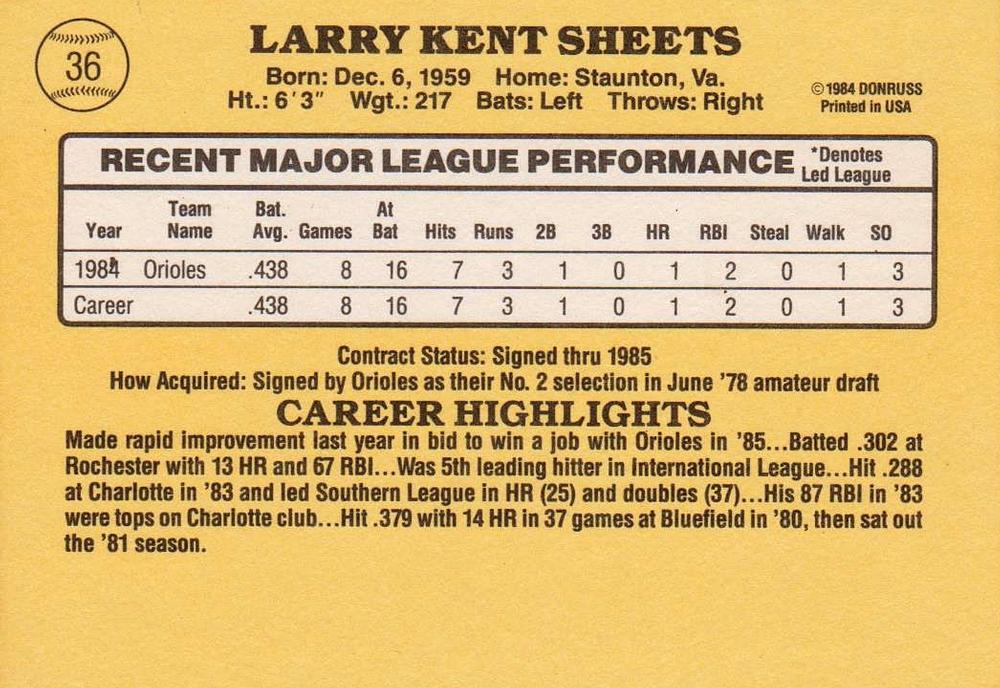 36
LARRY KENT SHEETS
Born: Dec. 6, 1959 Home: Staunton, Va.
Ht.: 6'3" Wgt.: 217 Bats: Left Throws: Right
©1984 DONRUSS
Printed in USA
RECENT MAJOR LEAGUE PERFORMANCE *Denotes
Led League
Year Team Name Bat. Avg. Games At Bat Hits Runs 2B 3B HR RBI Steal Walk SO
1984 Orioles .438 8 16 7 3 1 0 1 2 0 1 3
Career .438 8 16 7 3 1 0 1 2 0 1 3
Contract Status: Signed thru 1985
How Acquired: Signed by Orioles as their No. 2 selection in June '78 amateur draft
CAREER HIGHLIGHTS
Made rapid improvement last year in bid to win a job with Orioles in '85...Batted .302 at
Rochester with 13 HR and 67 RBI...Was 5th leading hitter in International League...Hit .288
at Charlotte in '83 and led Southern League in HR (25) and doubles (37)...His 87 RBI in '83
were tops on Charlotte club...Hit .379 with 14 HR in 37 games at Bluefield in '80, then sat out
the '81 season.